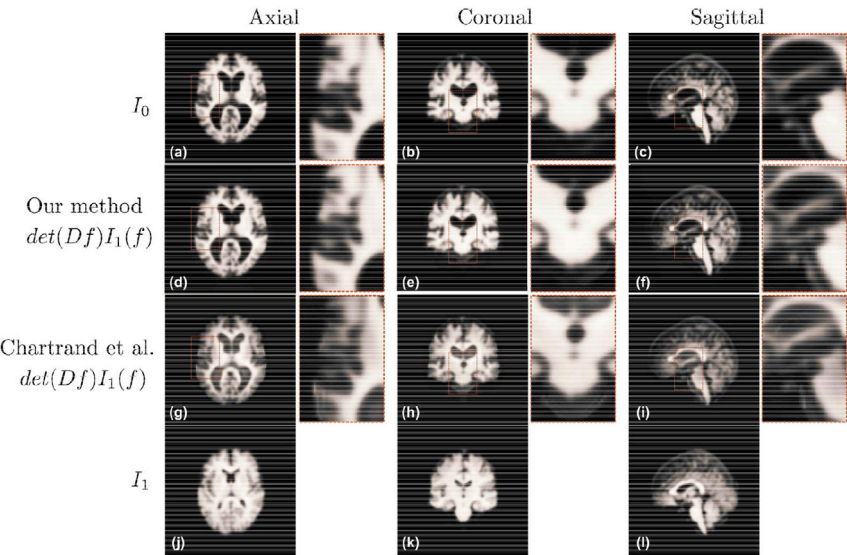 Axial Coronal Sagittal
I₀
(a) (b) (c)
Our method
det(Df)I₁(f)
(d) (e) (f)
Chartrand et al.
det(Df)I₁(f)
(g) (h) (i)
I₁
(j) (k) (l)